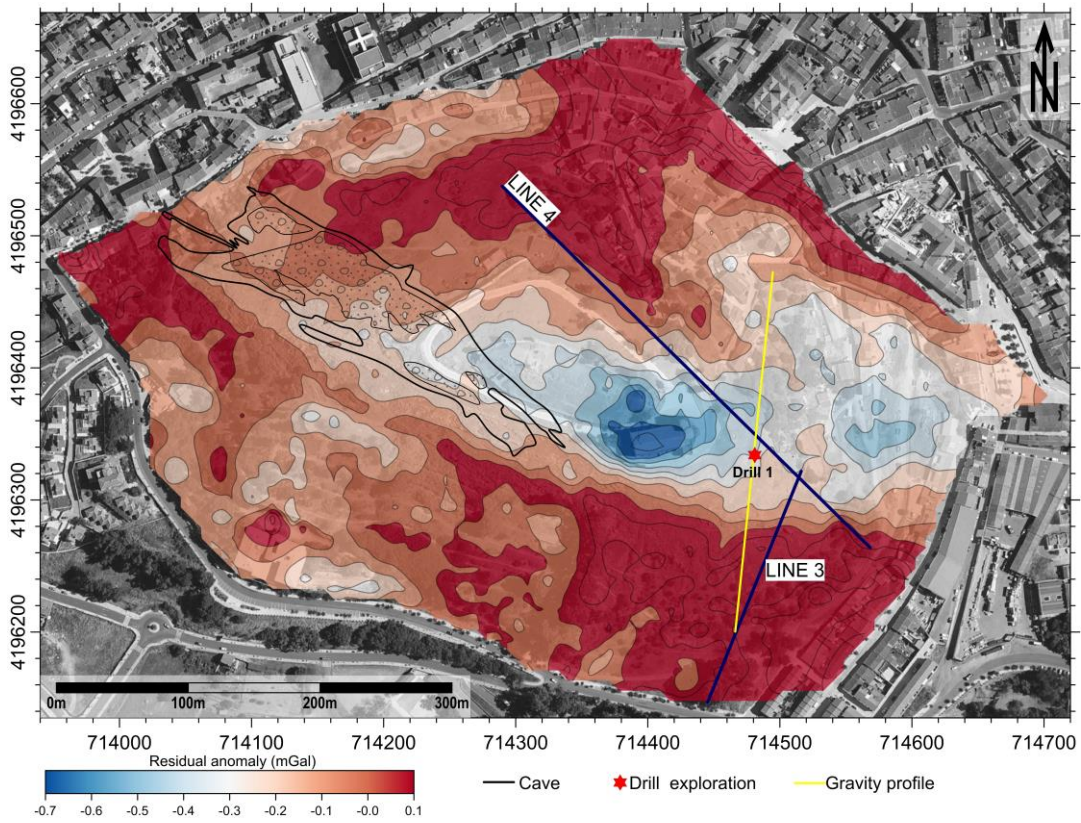 N
4196600
4196500
4196400
4196300
4196200
LINE 4
Drill 1
LINE 3
0m
100m
200m
300m
714000
714100
714200
714300
714400
714500
714600
714700
Residual anomaly (mGal)
-0.7
-0.6
-0.5
-0.4
-0.3
-0.2
-0.1
-0.0
0.1
Cave
Drill exploration
Gravity profile